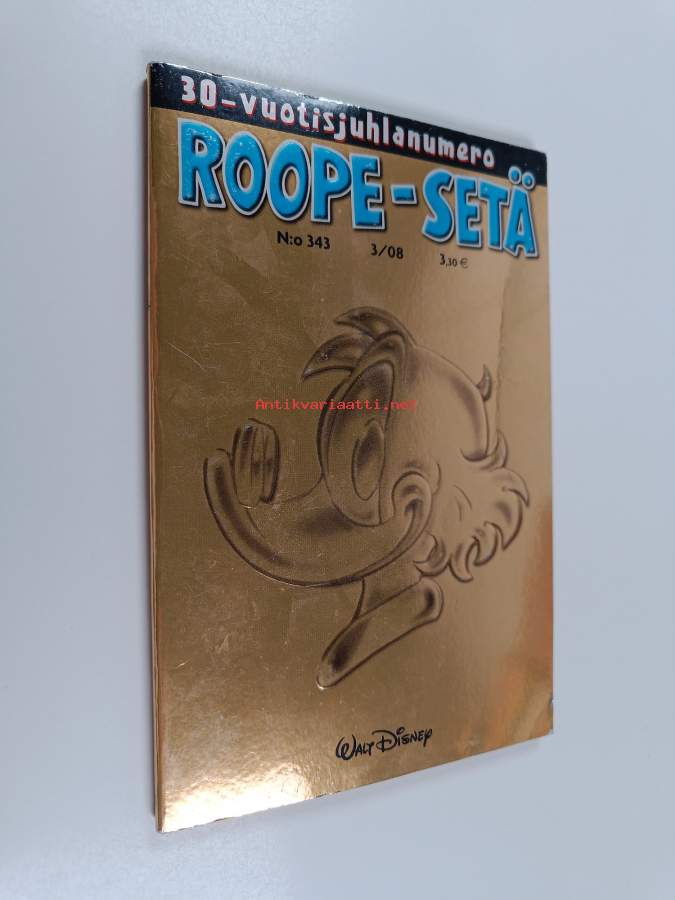 30-vuotisjuhlanumero
ROOPE-SETÄ
N:o 343 3/08 3,30 €
Antikvariaatti.net
WALT DISNEY